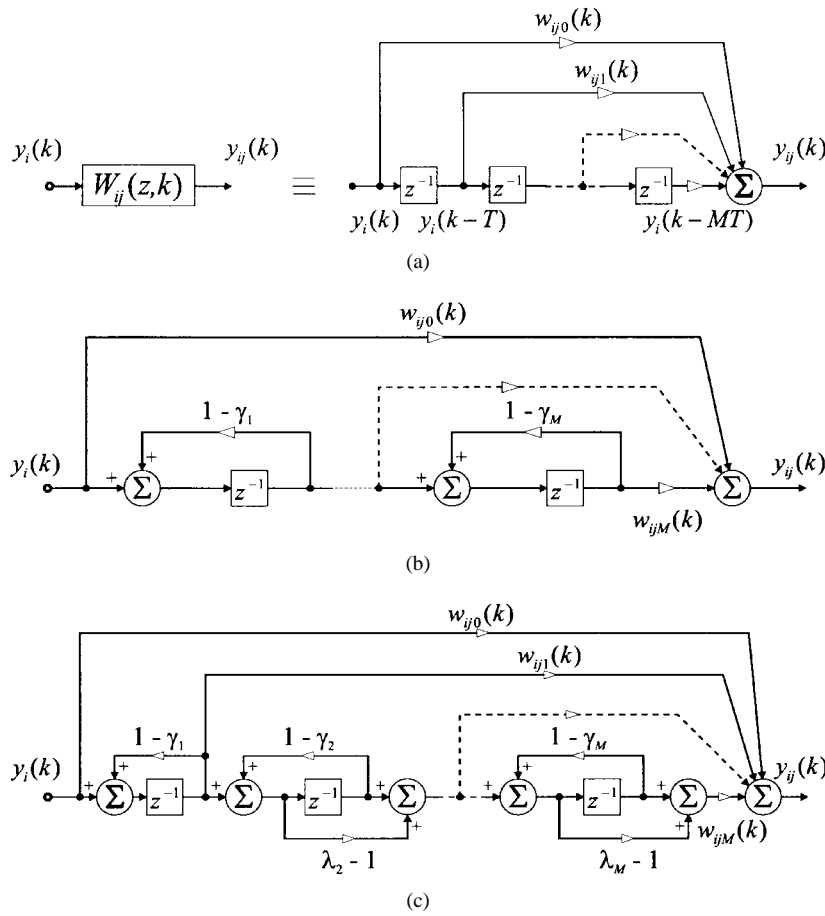 w_{ij0}(k)
w_{ij1}(k)
y_i(k) y_{ij}(k) y_{ij}(k)
W_{ij}(z,k) ≡ z^{-1} z^{-1} z^{-1} Σ
y_i(k) y_i(k − T) y_i(k − MT)
(a)
w_{ij0}(k)
1 - γ_1 1 - γ_M
y_i(k) + + + + y_{ij}(k)
Σ z^{-1} Σ z^{-1} Σ
w_{ijM}(k)
(b)
w_{ij0}(k)
w_{ij1}(k)
1 - γ_1 1 - γ_2 1 - γ_M
y_i(k) + + + + + + + + y_{ij}(k)
Σ z^{-1} Σ z^{-1} Σ Σ z^{-1} Σ Σ
+ + w_{ijM}(k)
λ_2 - 1 λ_M - 1
(c)